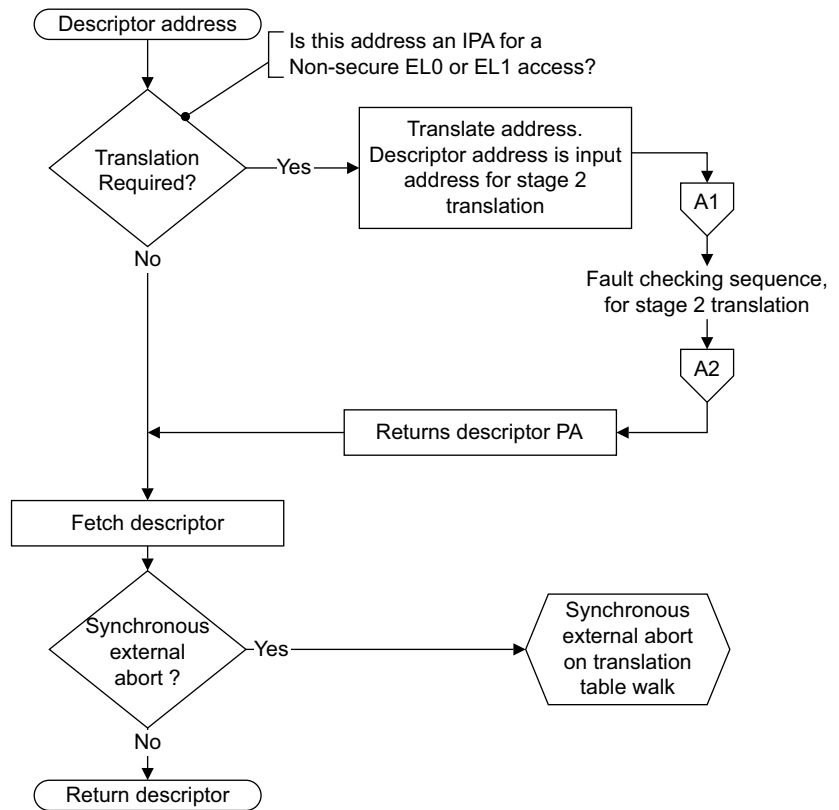 Descriptor address
Is this address an IPA for a
Non-secure EL0 or EL1 access?
Translation
Required?
Yes
Translate address.
Descriptor address is input
address for stage 2
translation
A1
No
Fault checking sequence,
for stage 2 translation
A2
Returns descriptor PA
Fetch descriptor
Synchronous
external
abort ?
Yes
Synchronous
external abort
on translation
table walk
No
Return descriptor